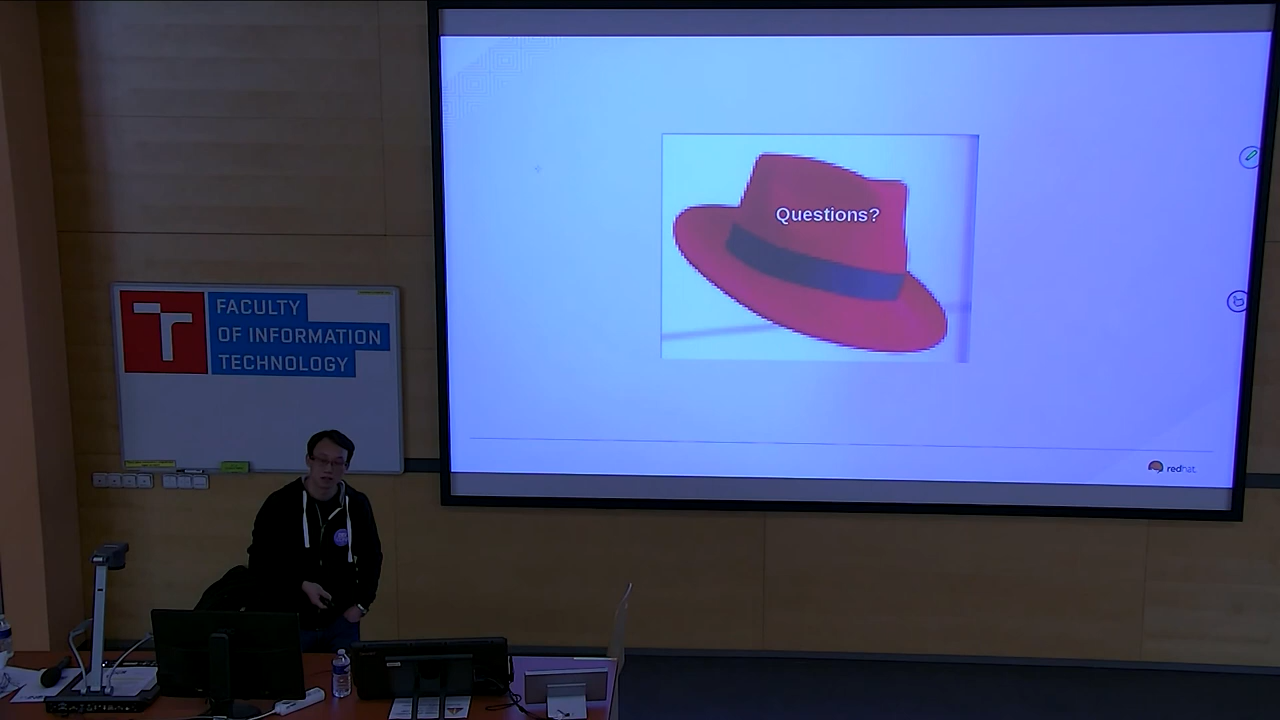 Questions?
redhat.
FACULTY
OF INFORMATION
TECHNOLOGY